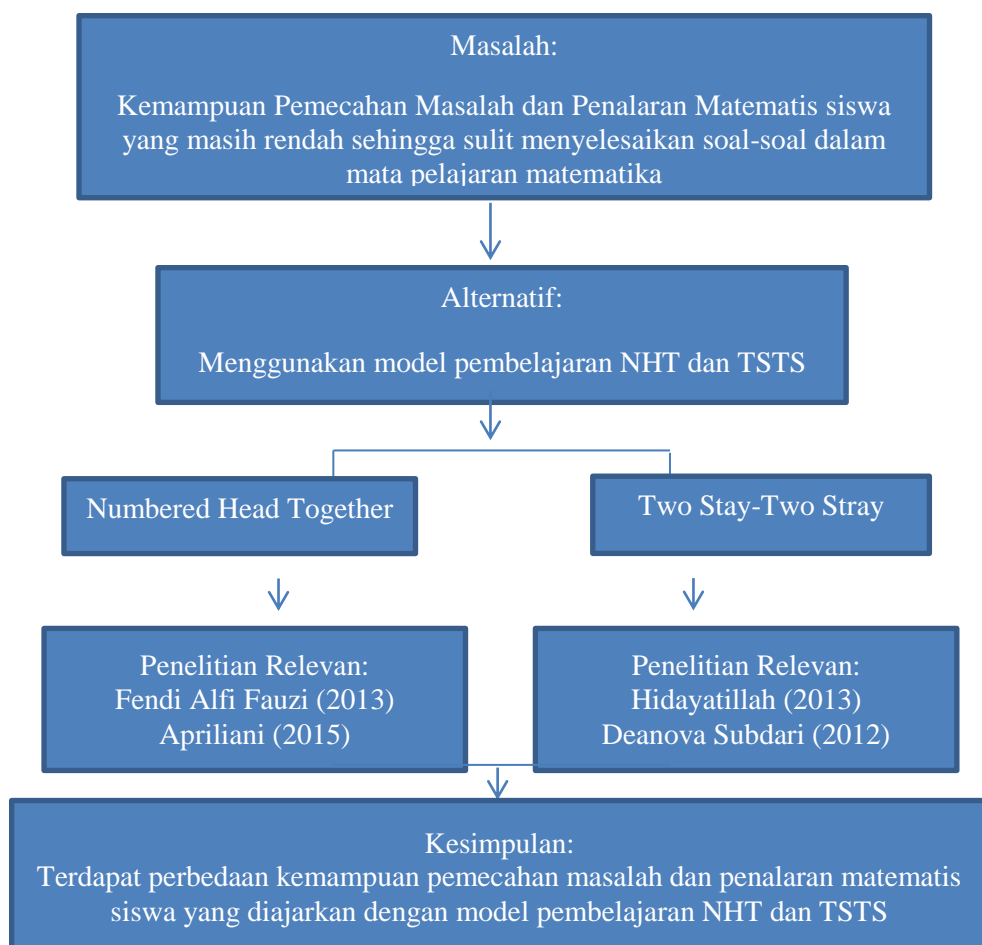 Masalah:
Kemampuan Pemecahan Masalah dan Penalaran Matematis siswa
yang masih rendah sehingga sulit menyelesaikan soal-soal dalam
mata pelajaran matematika
Alternatif:
Menggunakan model pembelajaran NHT dan TSTS
Numbered Head Together
Two Stay-Two Stray
Penelitian Relevan:
Fendi Alfi Fauzi (2013)
Apriliani (2015)
Penelitian Relevan:
Hidayatillah (2013)
Deanova Subdari (2012)
Kesimpulan:
Terdapat perbedaan kemampuan pemecahan masalah dan penalaran matematis
siswa yang diajarkan dengan model pembelajaran NHT dan TSTS